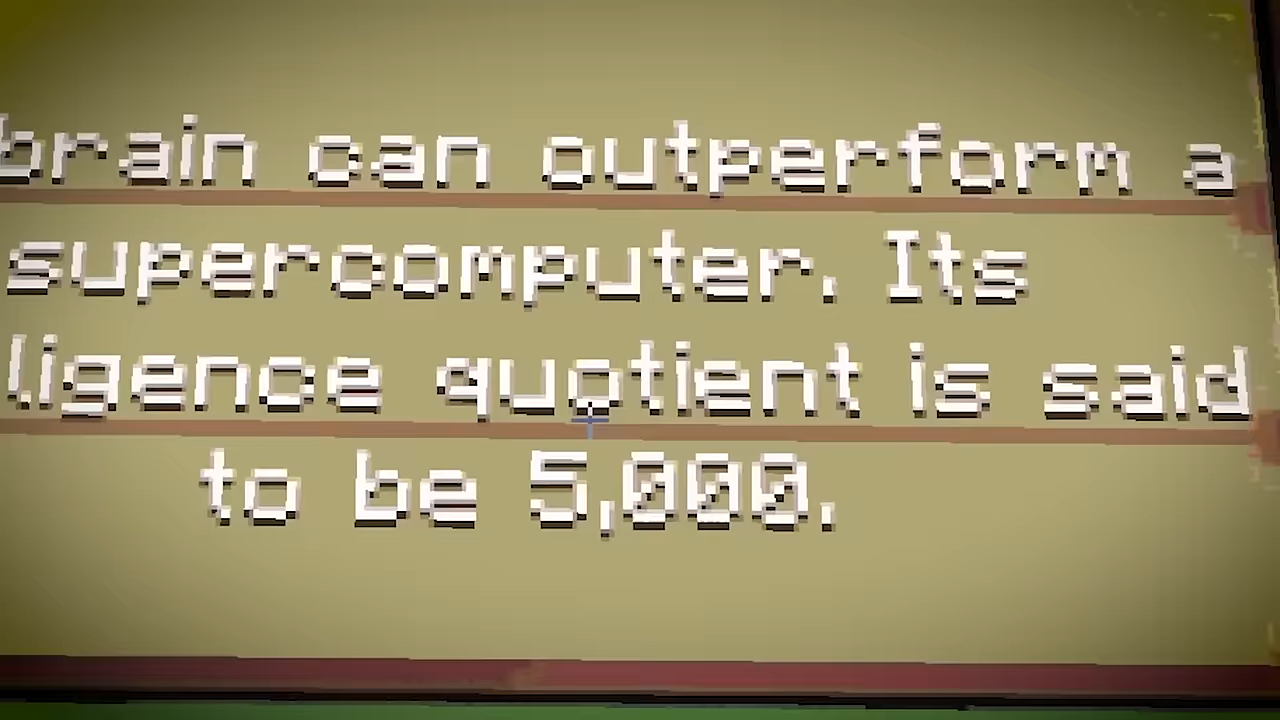 brain can outperform a
supercomputer. Its
ligence quotient is said
to be 5,000.